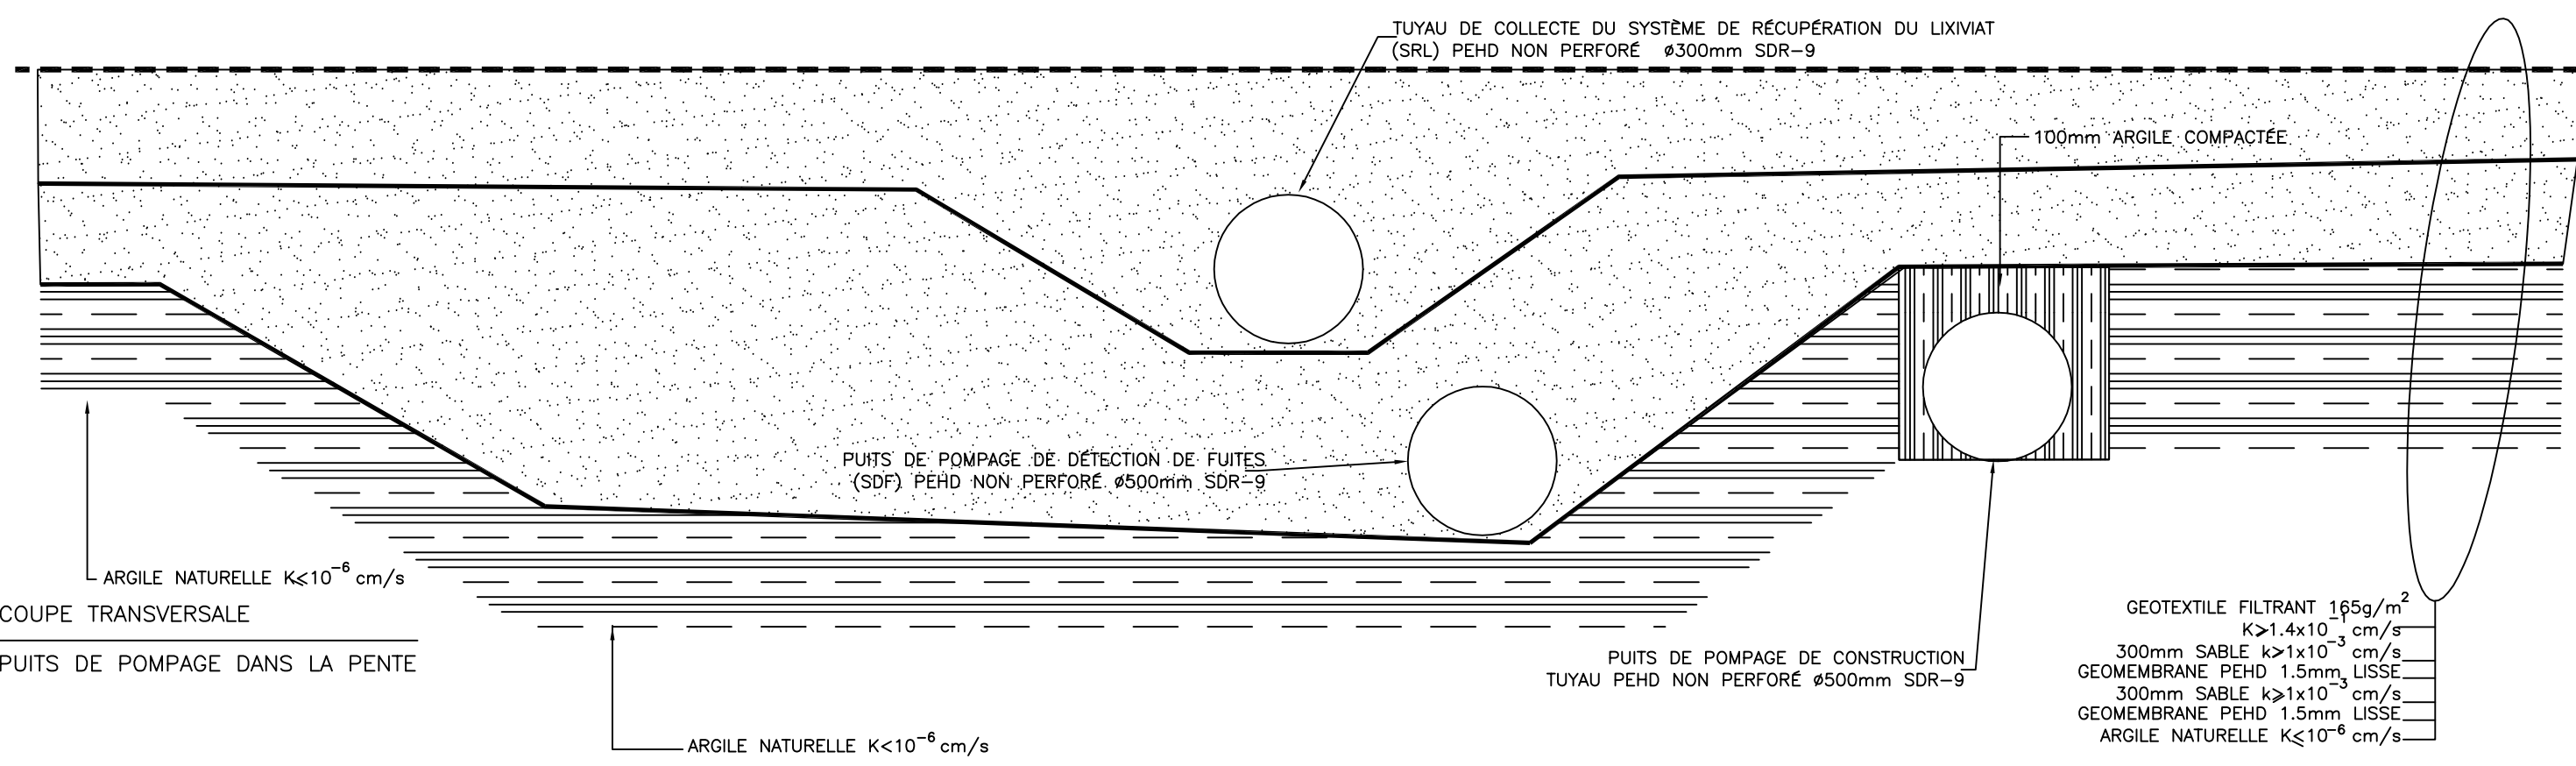 TUYAU DE COLLECTE DU SYSTÈME DE RÉCUPÉRATION DU LIXIVIAT
(SRL) PEHD NON PERFORÉ ø300mm SDR-9
100mm ARGILE COMPACTÉE
PUITS DE POMPAGE DE DÉTECTION DE FUITES
(SDF) PEHD NON PERFORÉ ø500mm SDR-9
ARGILE NATURELLE K⩽10⁻⁶ cm/s
COUPE TRANSVERSALE
PUITS DE POMPAGE DANS LA PENTE
ARGILE NATURELLE K<10⁻⁶ cm/s
PUITS DE POMPAGE DE CONSTRUCTION
TUYAU PEHD NON PERFORÉ ø500mm SDR-9
GEOTEXTILE FILTRANT 165g/m²
K⩾1.4x10⁻¹ cm/s
300mm SABLE k⩾1x10⁻³ cm/s
GEOMEMBRANE PEHD 1.5mm LISSE
300mm SABLE k⩾1x10⁻³ cm/s
GEOMEMBRANE PEHD 1.5mm LISSE
ARGILE NATURELLE K⩽10⁻⁶ cm/s